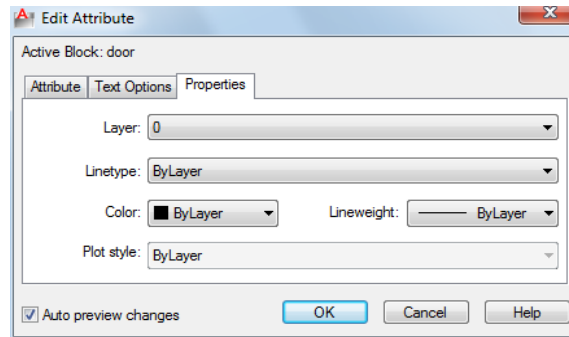 Edit Attribute
Active Block: door
Attribute Text Options Properties
Layer: 0
Linetype: ByLayer
Color: ByLayer Lineweight: ByLayer
Plot style: ByLayer
Auto preview changes OK Cancel Help